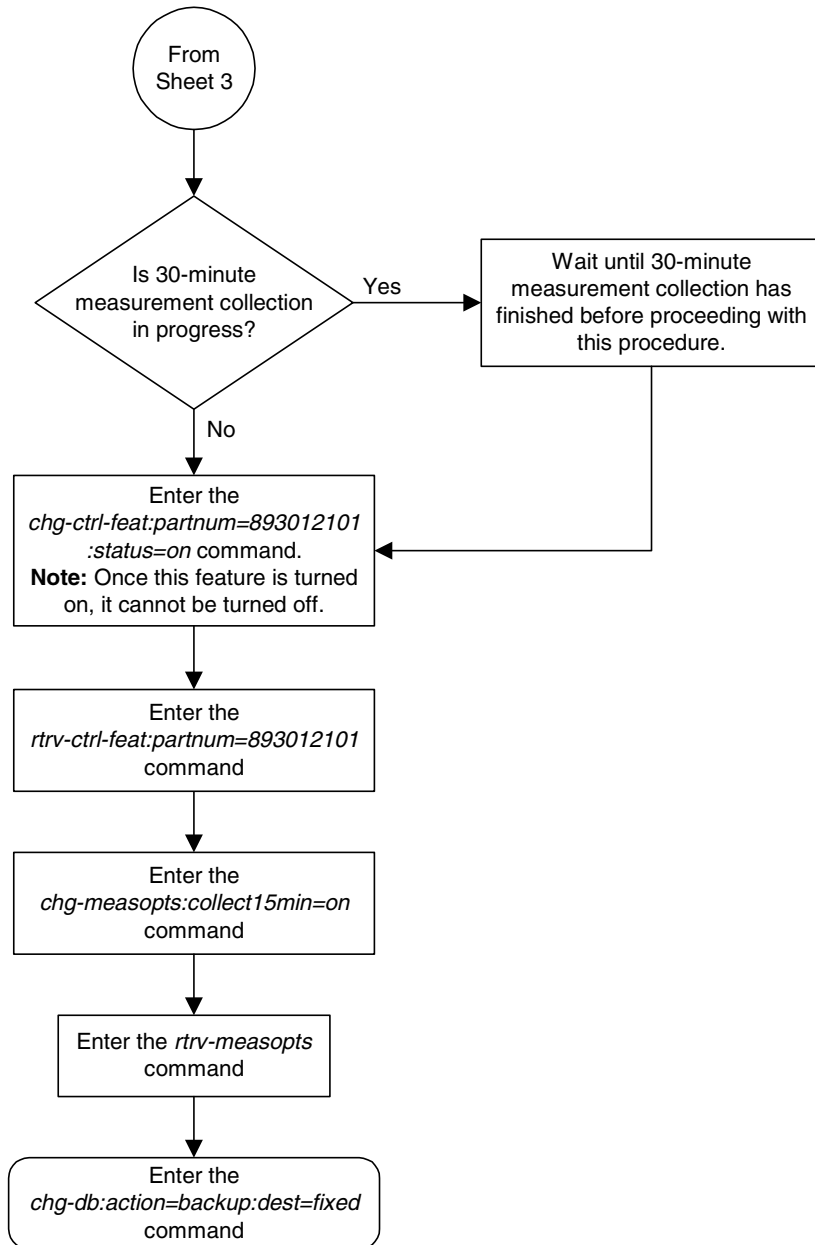 From
Sheet 3
Is 30-minute
measurement collection
in progress?
Yes
Wait until 30-minute
measurement collection has
finished before proceeding with
this procedure.
No
Enter the
chg-ctrl-feat:partnum=893012101
:status=on command.
Note: Once this feature is turned
on, it cannot be turned off.
Enter the
rtrv-ctrl-feat:partnum=893012101
command
Enter the
chg-measopts:collect15min=on
command
Enter the rtrv-measopts
command
Enter the
chg-db:action=backup:dest=fixed
command